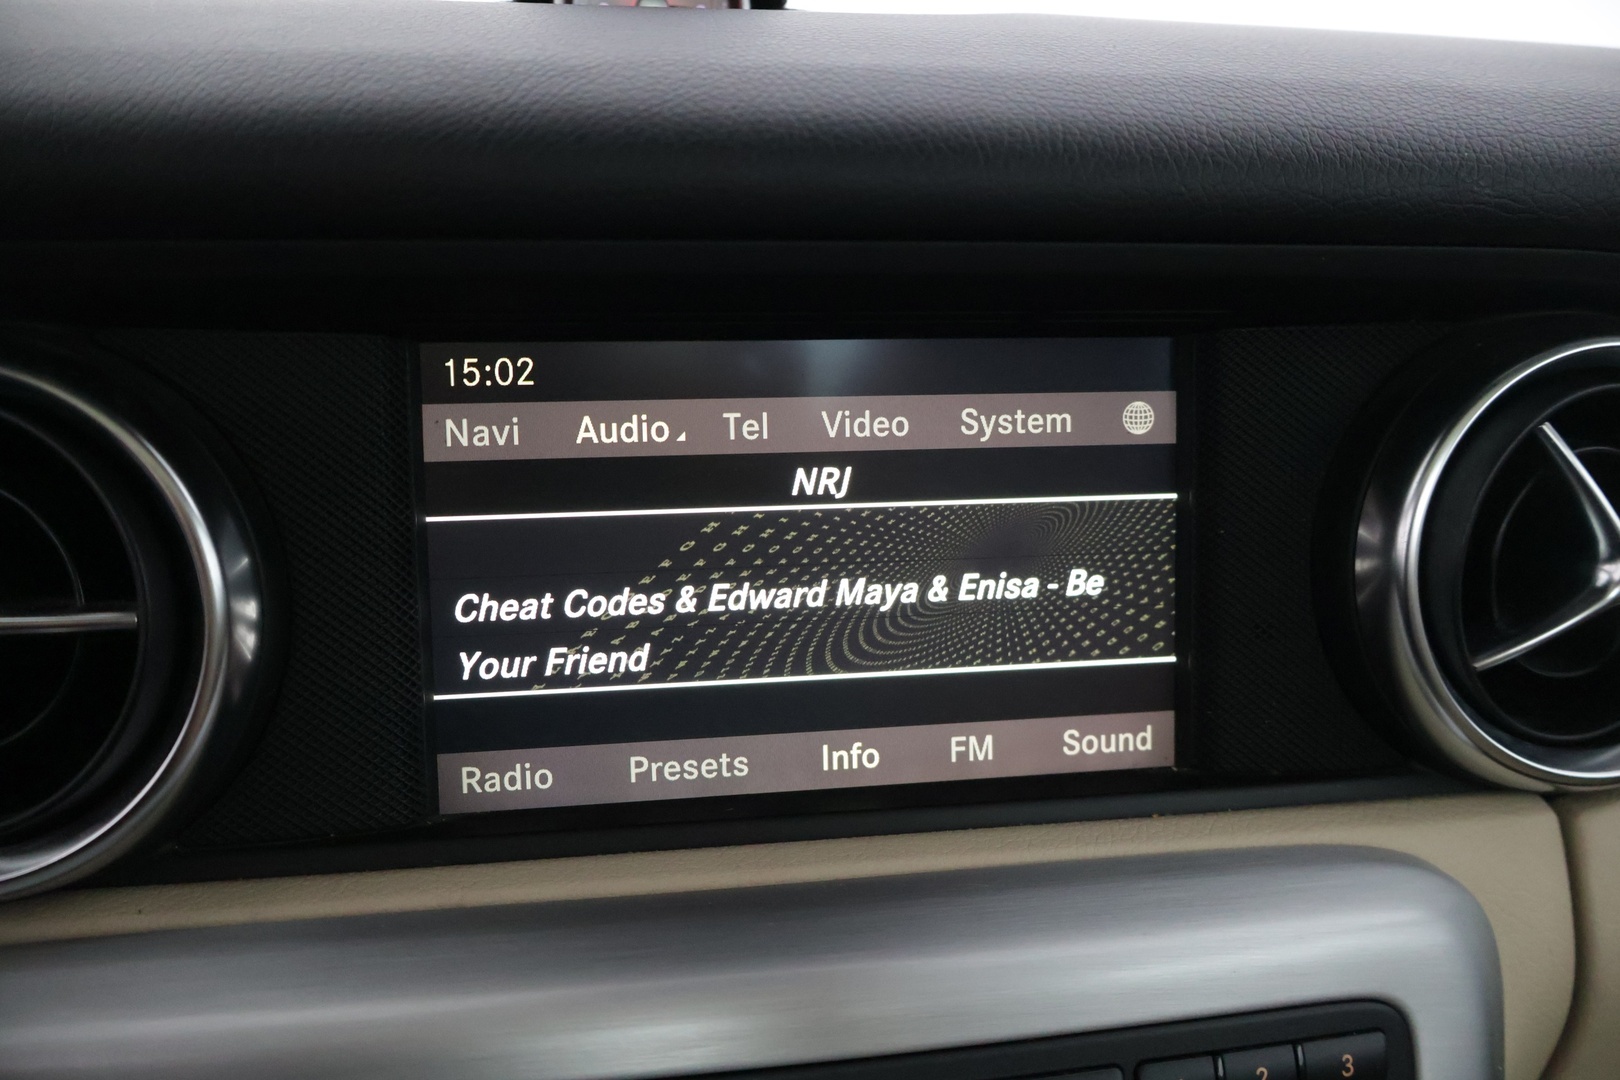 15:02
Navi Audio Tel Video System
NRJ
Cheat Codes & Edward Maya & Enisa - Be
Your Friend
Radio Presets Info FM Sound
2 3